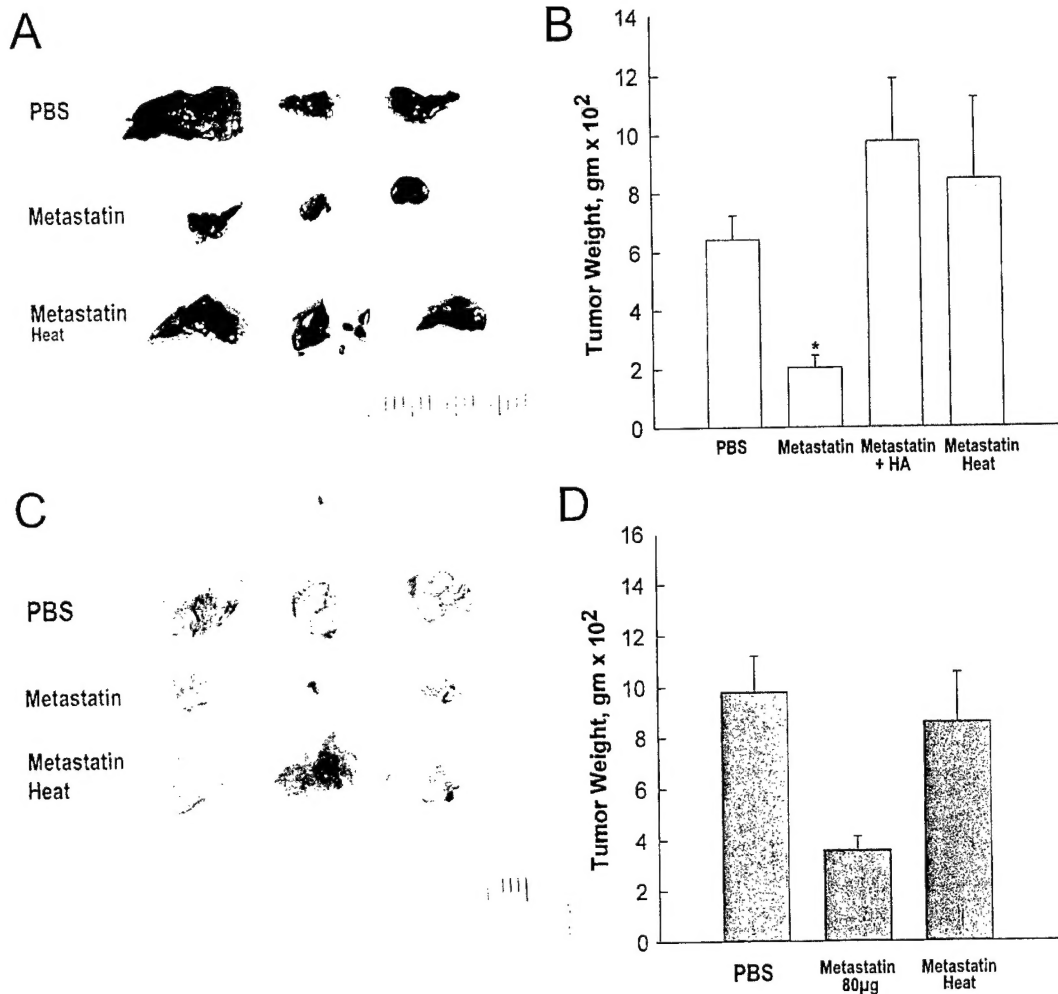 A
PBS
Metastatin
Metastatin
Heat
B
Tumor Weight, gm x 10²
14
12
10
8
6
4
2
0
*
PBS
Metastatin
Metastatin
+ HA
Metastatin
Heat
C
PBS
Metastatin
Metastatin
Heat
D
Tumor Weight, gm x 10²
16
14
12
10
8
6
4
2
0
PBS
Metastatin
80µg
Metastatin
Heat